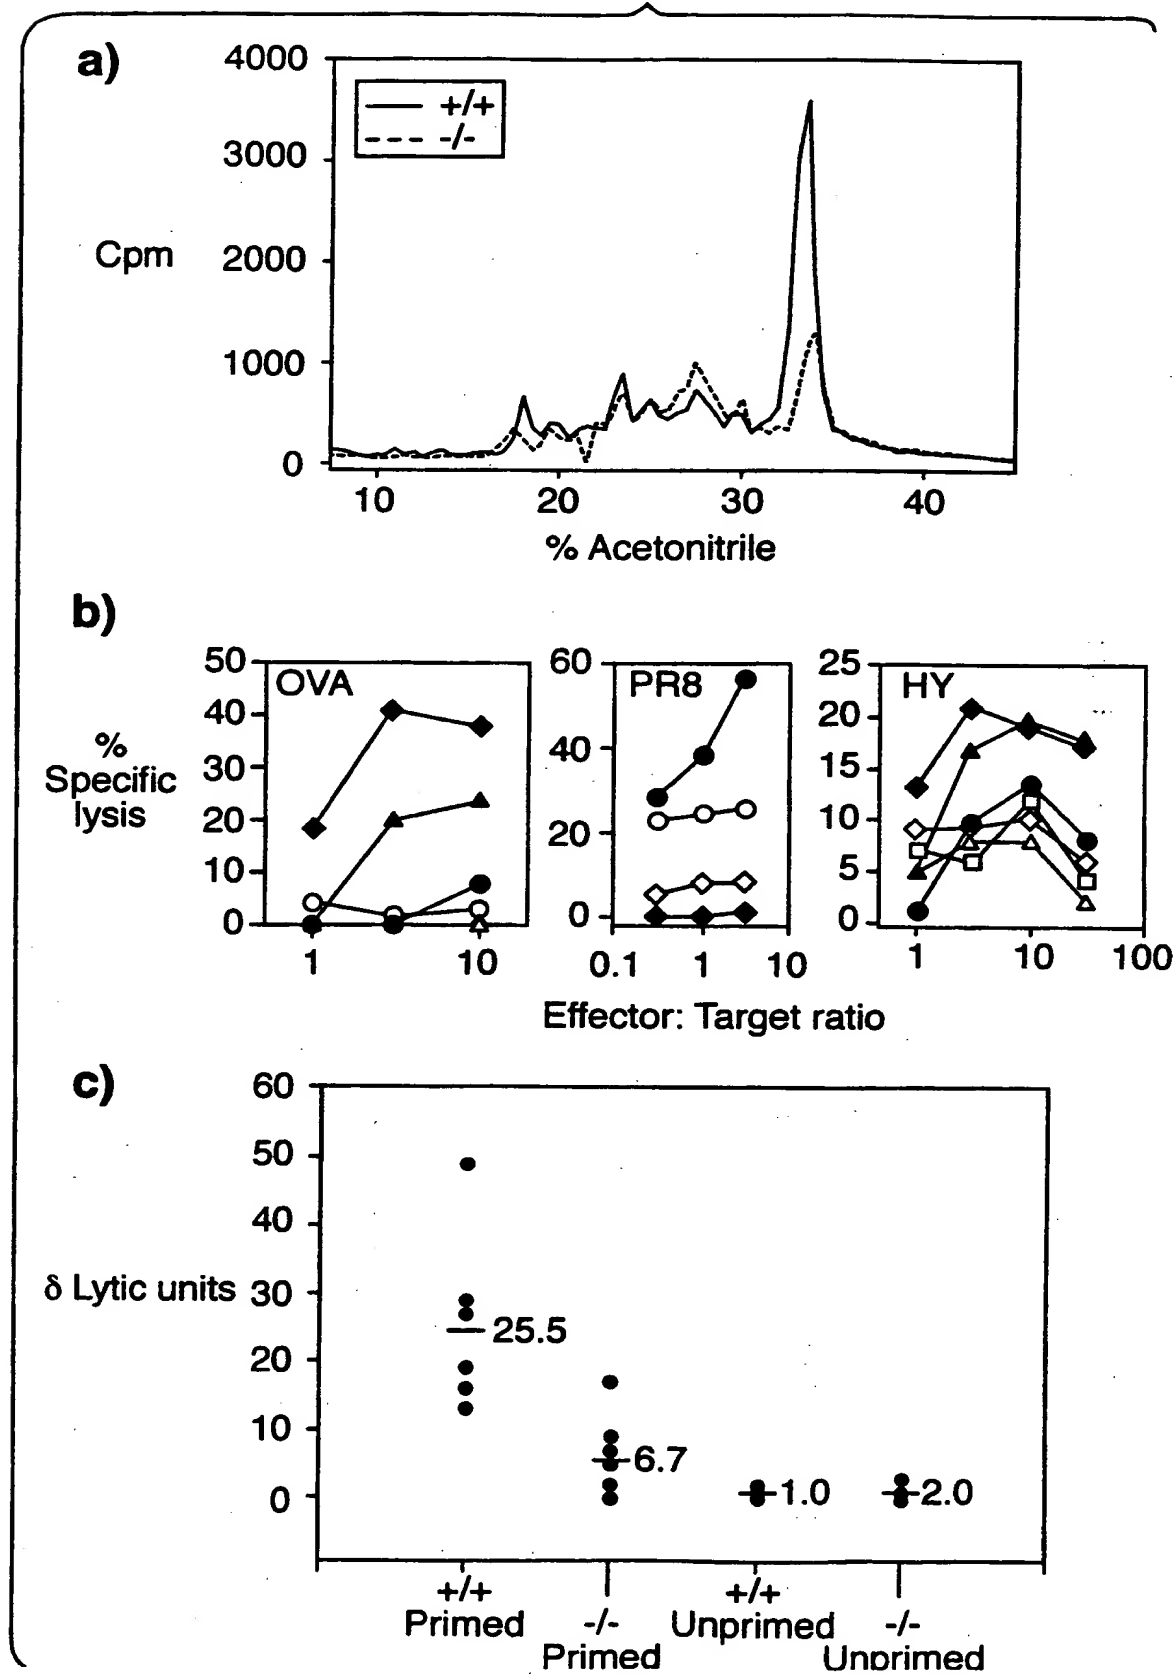 a)
4000
3000
2000
1000
0
Cpm
+/+
-/-
10 20 30 40
% Acetonitrile
b)
%
Specific
lysis
50
40
30
20
10
0
OVA
1 10
60
40
20
0
PR8
0.1 1 10
25
20
15
10
5
0
HY
1 10 100
Effector: Target ratio
c)
60
50
40
δ Lytic units 30
20
10
0
25.5
6.7
1.0
2.0
+/+
Primed
-/-
Primed
+/+
Unprimed
-/-
Unprimed